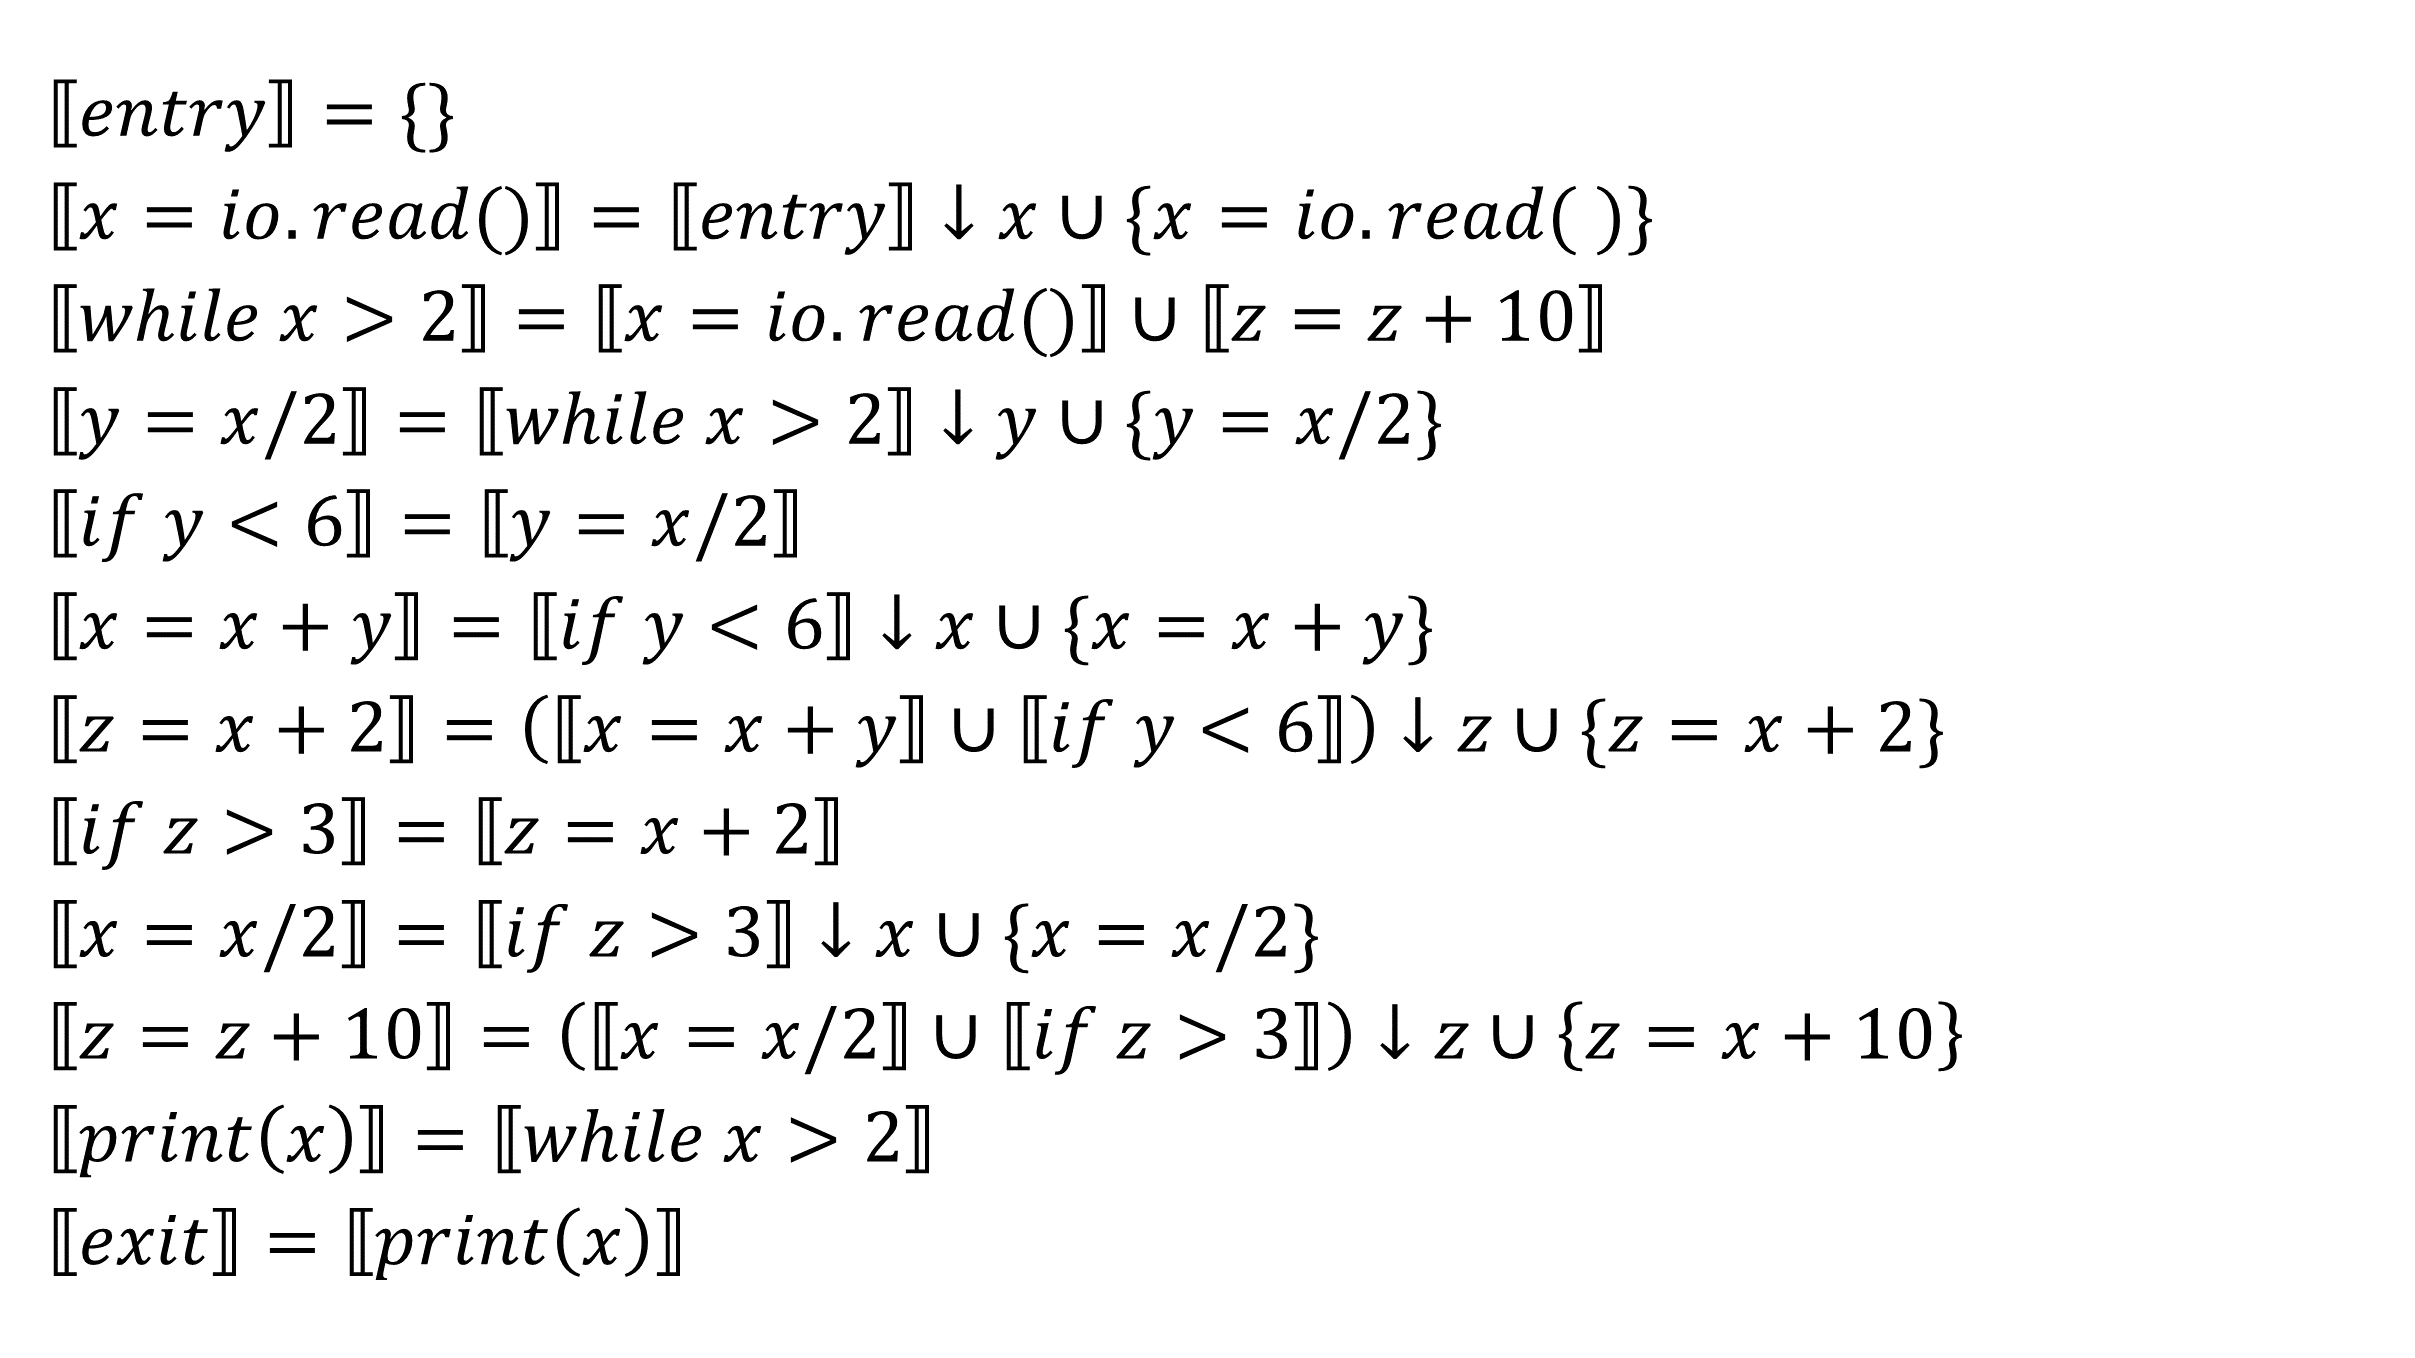 ⟦entry⟧ = {}
⟦x = io.read()⟧ = ⟦entry⟧ ↓ x ∪ {x = io.read( )}
⟦while x > 2⟧ = ⟦x = io.read()⟧ ∪ ⟦z = z + 10⟧
⟦y = x/2⟧ = ⟦while x > 2⟧ ↓ y ∪ {y = x/2}
⟦if y < 6⟧ = ⟦y = x/2⟧
⟦x = x + y⟧ = ⟦if y < 6⟧ ↓ x ∪ {x = x + y}
⟦z = x + 2⟧ = (⟦x = x + y⟧ ∪ ⟦if y < 6⟧) ↓ z ∪ {z = x + 2}
⟦if z > 3⟧ = ⟦z = x + 2⟧
⟦x = x/2⟧ = ⟦if z > 3⟧ ↓ x ∪ {x = x/2}
⟦z = z + 10⟧ = (⟦x = x/2⟧ ∪ ⟦if z > 3⟧) ↓ z ∪ {z = x + 10}
⟦print(x)⟧ = ⟦while x > 2⟧
⟦exit⟧ = ⟦print(x)⟧